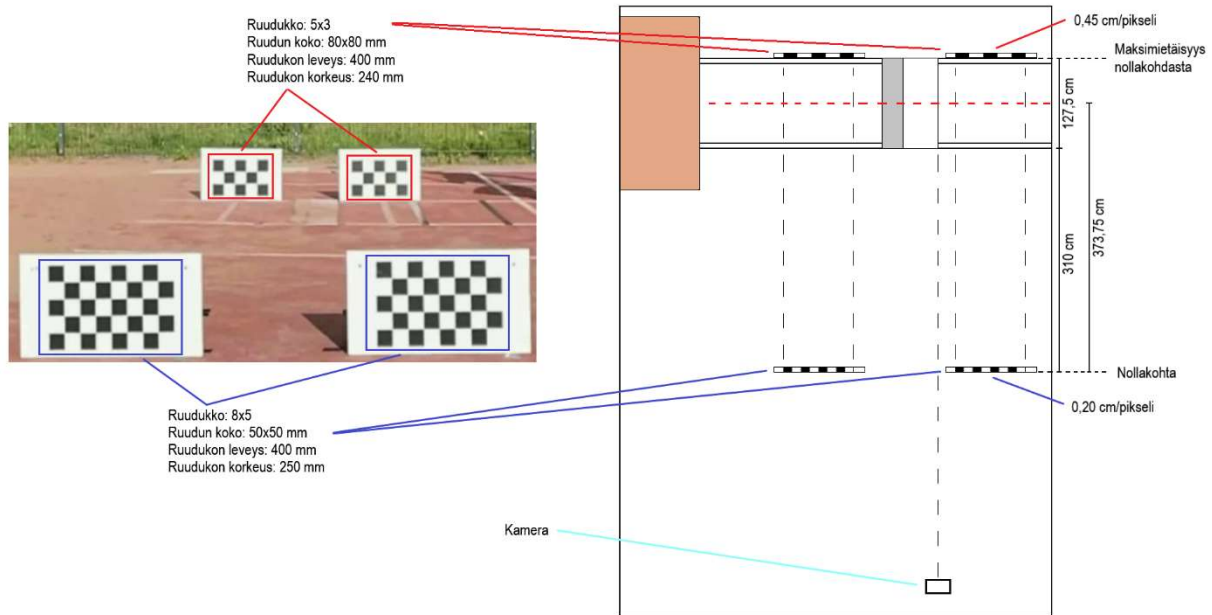 Ruudukko: 5x3
Ruudun koko: 80x80 mm
Ruudukon leveys: 400 mm
Ruudukon korkeus: 240 mm
0,45 cm/pikseli
Maksimietäisyys
nollakohdasta
127,5 cm
373,75 cm
310 cm
Nollakohta
0,20 cm/pikseli
Ruudukko: 8x5
Ruudun koko: 50x50 mm
Ruudukon leveys: 400 mm
Ruudukon korkeus: 250 mm
Kamera